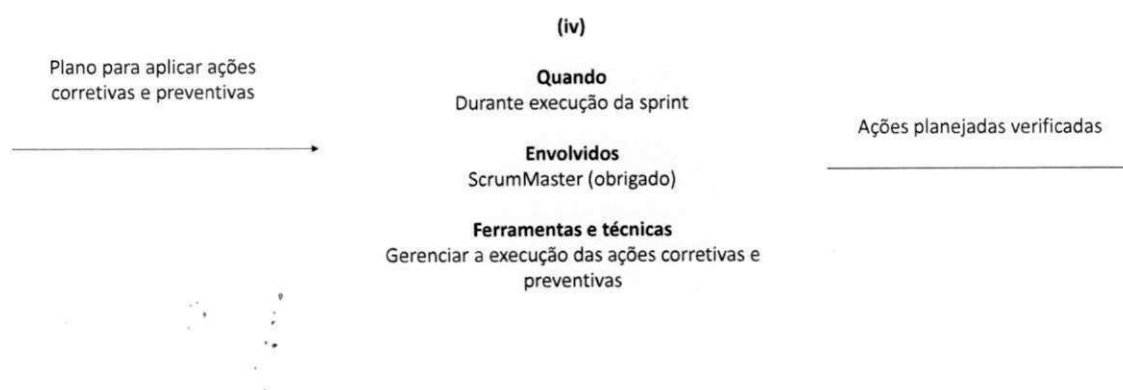 (iv)
Plano para aplicar ações
corretivas e preventivas
Quando
Durante execução da sprint
Ações planejadas verificadas
Envolvidos
ScrumMaster (obrigado)
Ferramentas e técnicas
Gerenciar a execução das ações corretivas e
preventivas